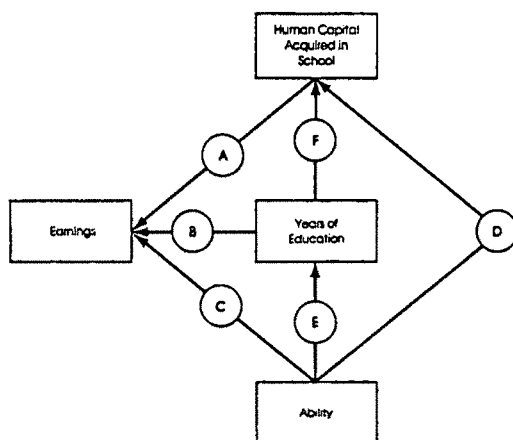 Human Capital
Acquired in
School
F
A
Earnings
B
Years of
Education
D
C
E
Ability